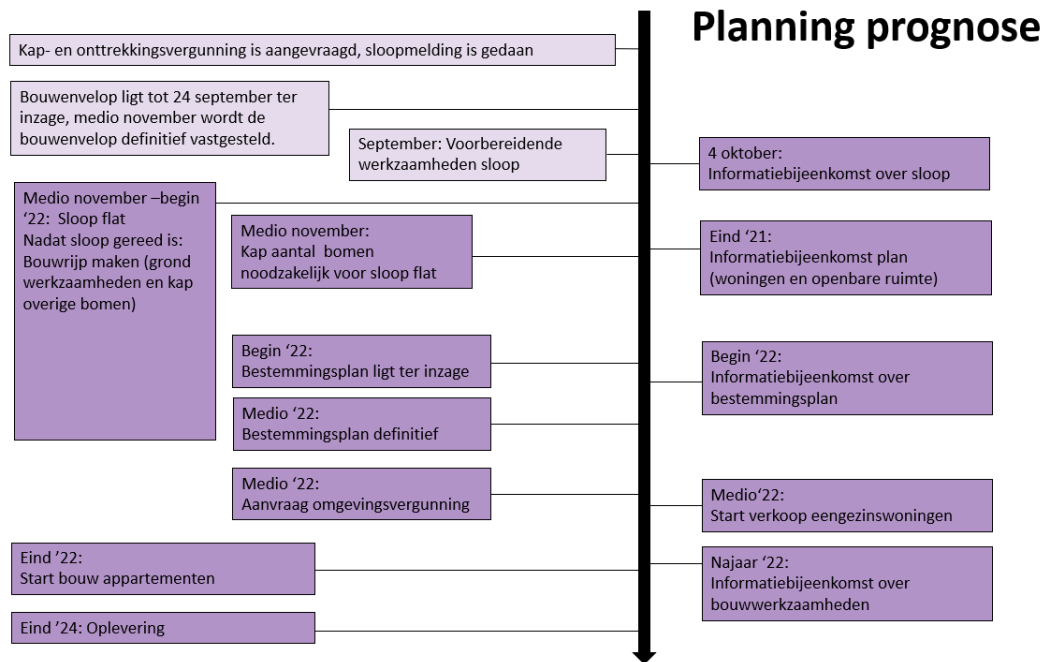 Planning prognose
Kap- en onttrekkingsvergunning is aangevraagd, sloopmelding is gedaan
Bouwenvelop ligt tot 24 september ter
inzage, medio november wordt de
bouwenvelop definitief vastgesteld.
September: Voorbereidende
werkzaamheden sloop
4 oktober:
Informatiebijeenkomst over sloop
Medio november –begin
‘22:  Sloop flat
Nadat sloop gereed is:
Bouwrijp maken (grond
werkzaamheden en kap
overige bomen)
Medio november:
Kap aantal  bomen
noodzakelijk voor sloop flat
Eind ‘21:
Informatiebijeenkomst plan
(woningen en openbare ruimte)
Begin ‘22:
Bestemmingsplan ligt ter inzage
Begin ‘22:
Informatiebijeenkomst over
bestemmingsplan
Medio ‘22:
Bestemmingsplan definitief
Medio ‘22:
Aanvraag omgevingsvergunning
Medio‘22:
Start verkoop eengezinswoningen
Eind ’22:
Start bouw appartementen
Najaar ‘22:
Informatiebijeenkomst over
bouwwerkzaamheden
Eind ’24: Oplevering